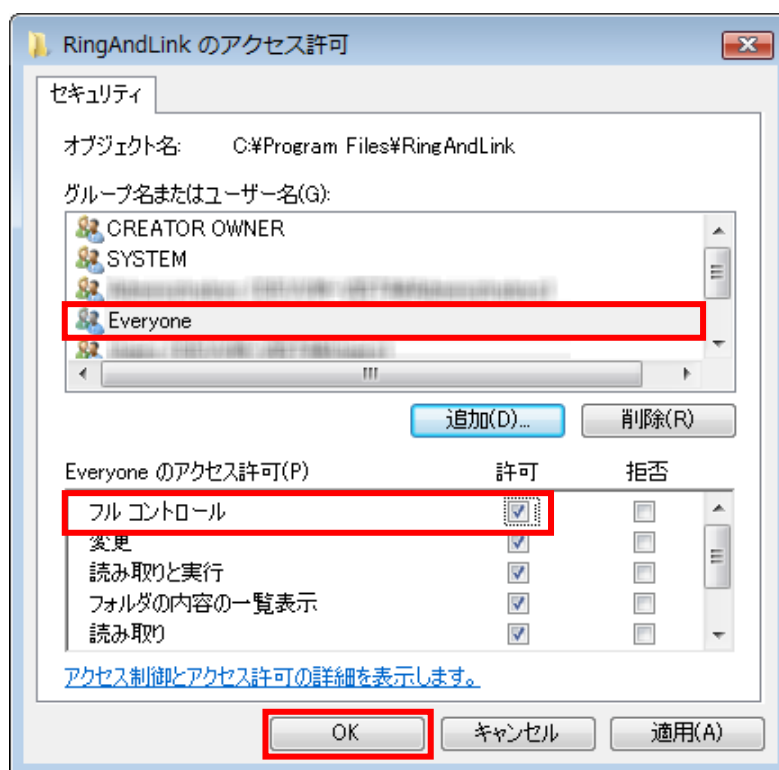 RingAndLink のアクセス許可
セキュリティ
オブジェクト名: C:¥Program Files¥RingAndLink
グループ名またはユーザー名(G):
CREATOR OWNER
SYSTEM
Everyone
追加(D)... 削除(R)
Everyone のアクセス許可(P) 許可 拒否
フル コントロール
変更
読み取りと実行
フォルダの内容の一覧表示
読み取り
アクセス制御とアクセス許可の詳細を表示します。
OK キャンセル 適用(A)